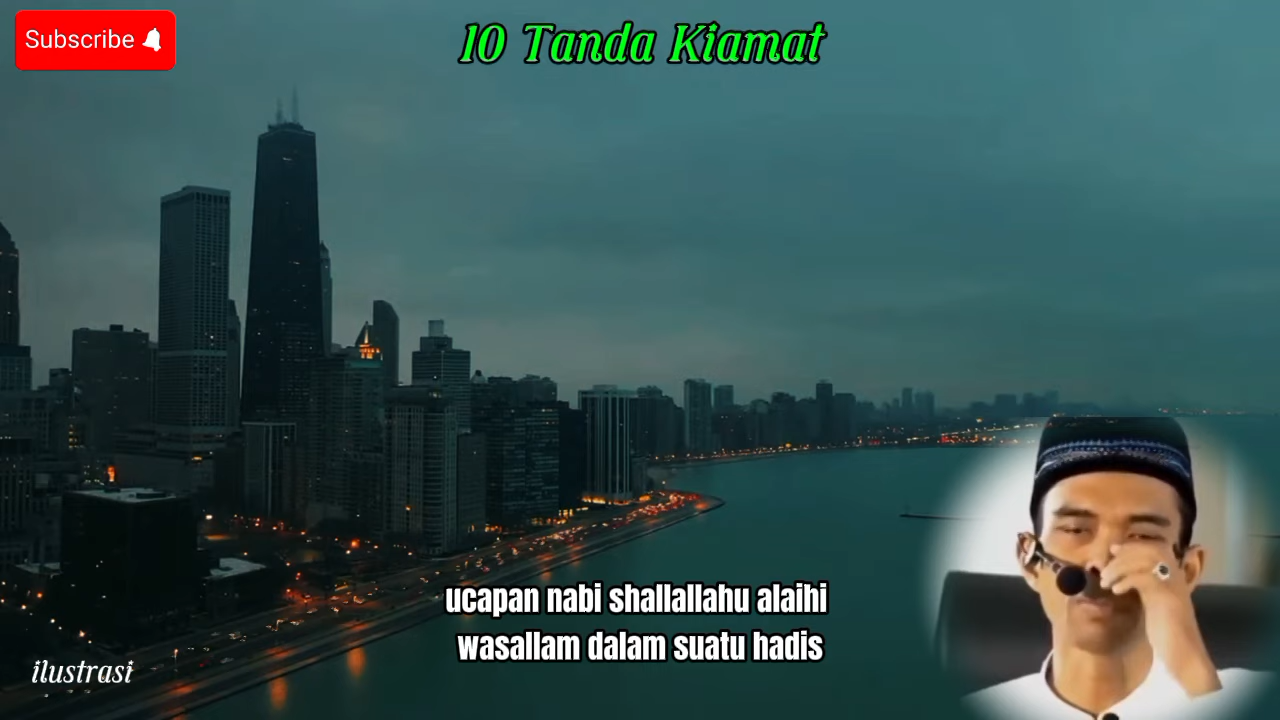 Subscribe
10 Tanda Kiamat
ucapan nabi shallallahu alaihi
wasallam dalam suatu hadis
ilustrasi